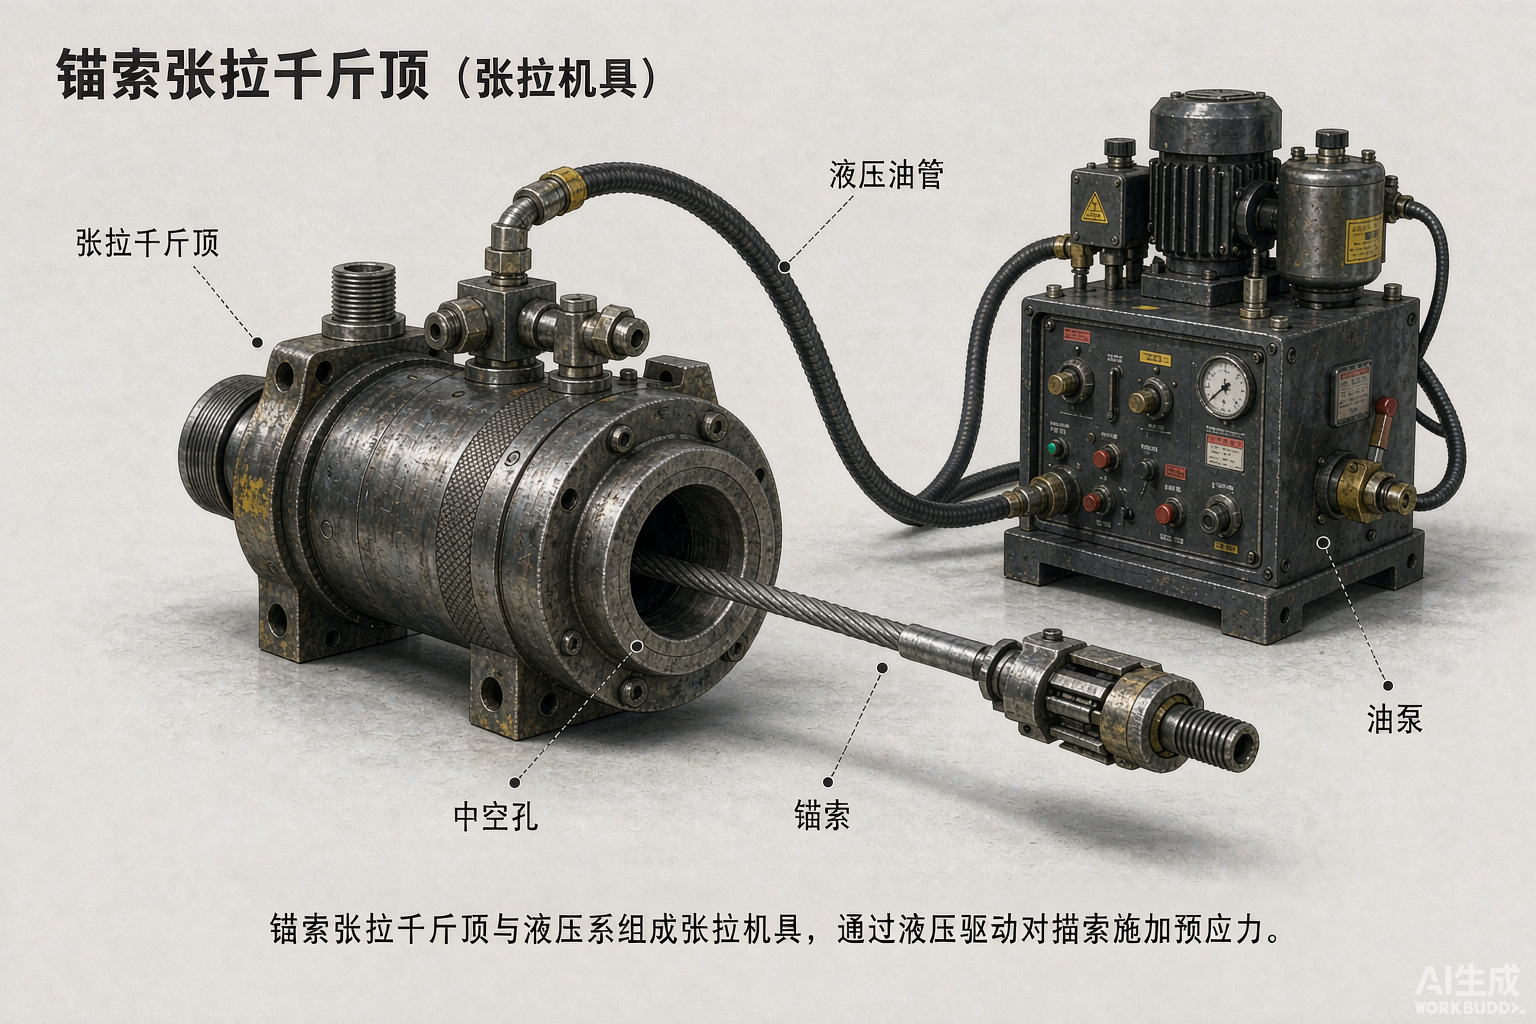 锚索张拉千斤顶（张拉机具）
液压油管
张拉千斤顶
油泵
中空孔
锚索
锚索张拉千斤顶与液压系组成张拉机具，通过液压驱动对描索施加预应力。
AI生成
WORKBUDD>.